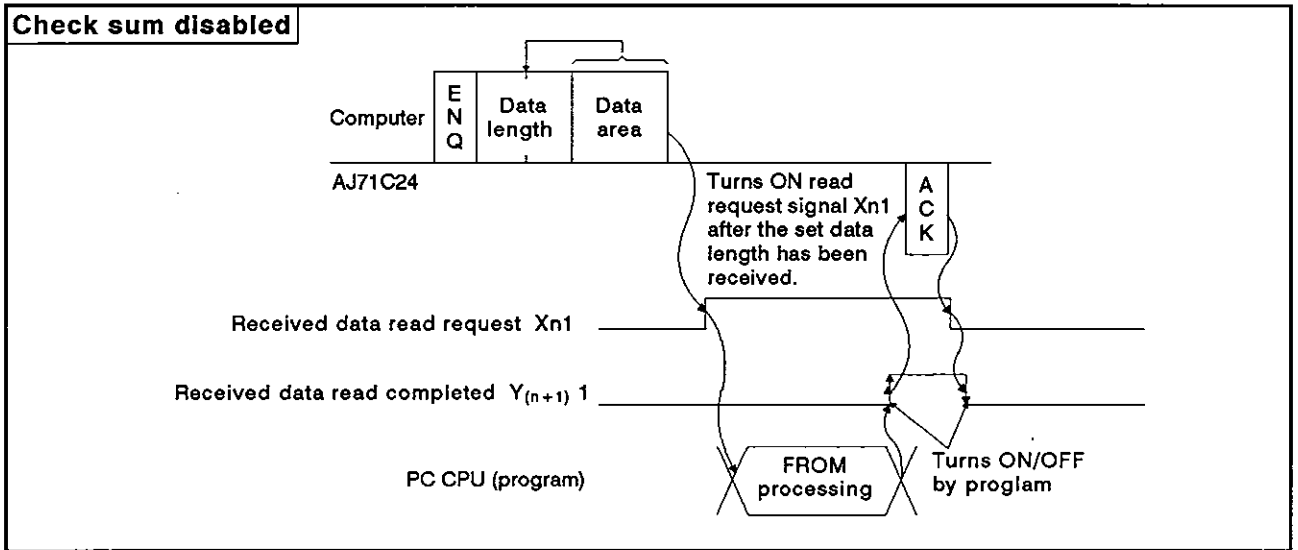 Check sum disabled
Computer
E
N
Q
Data
length
Data
area
AJ71C24
Turns ON read
request signal Xn1
after the set data
length has been
received.
A
C
K
Received data read request Xn1
Received data read completed Y(n+1) 1
PC CPU (program)
FROM
processing
Turns ON/OFF
by proglam